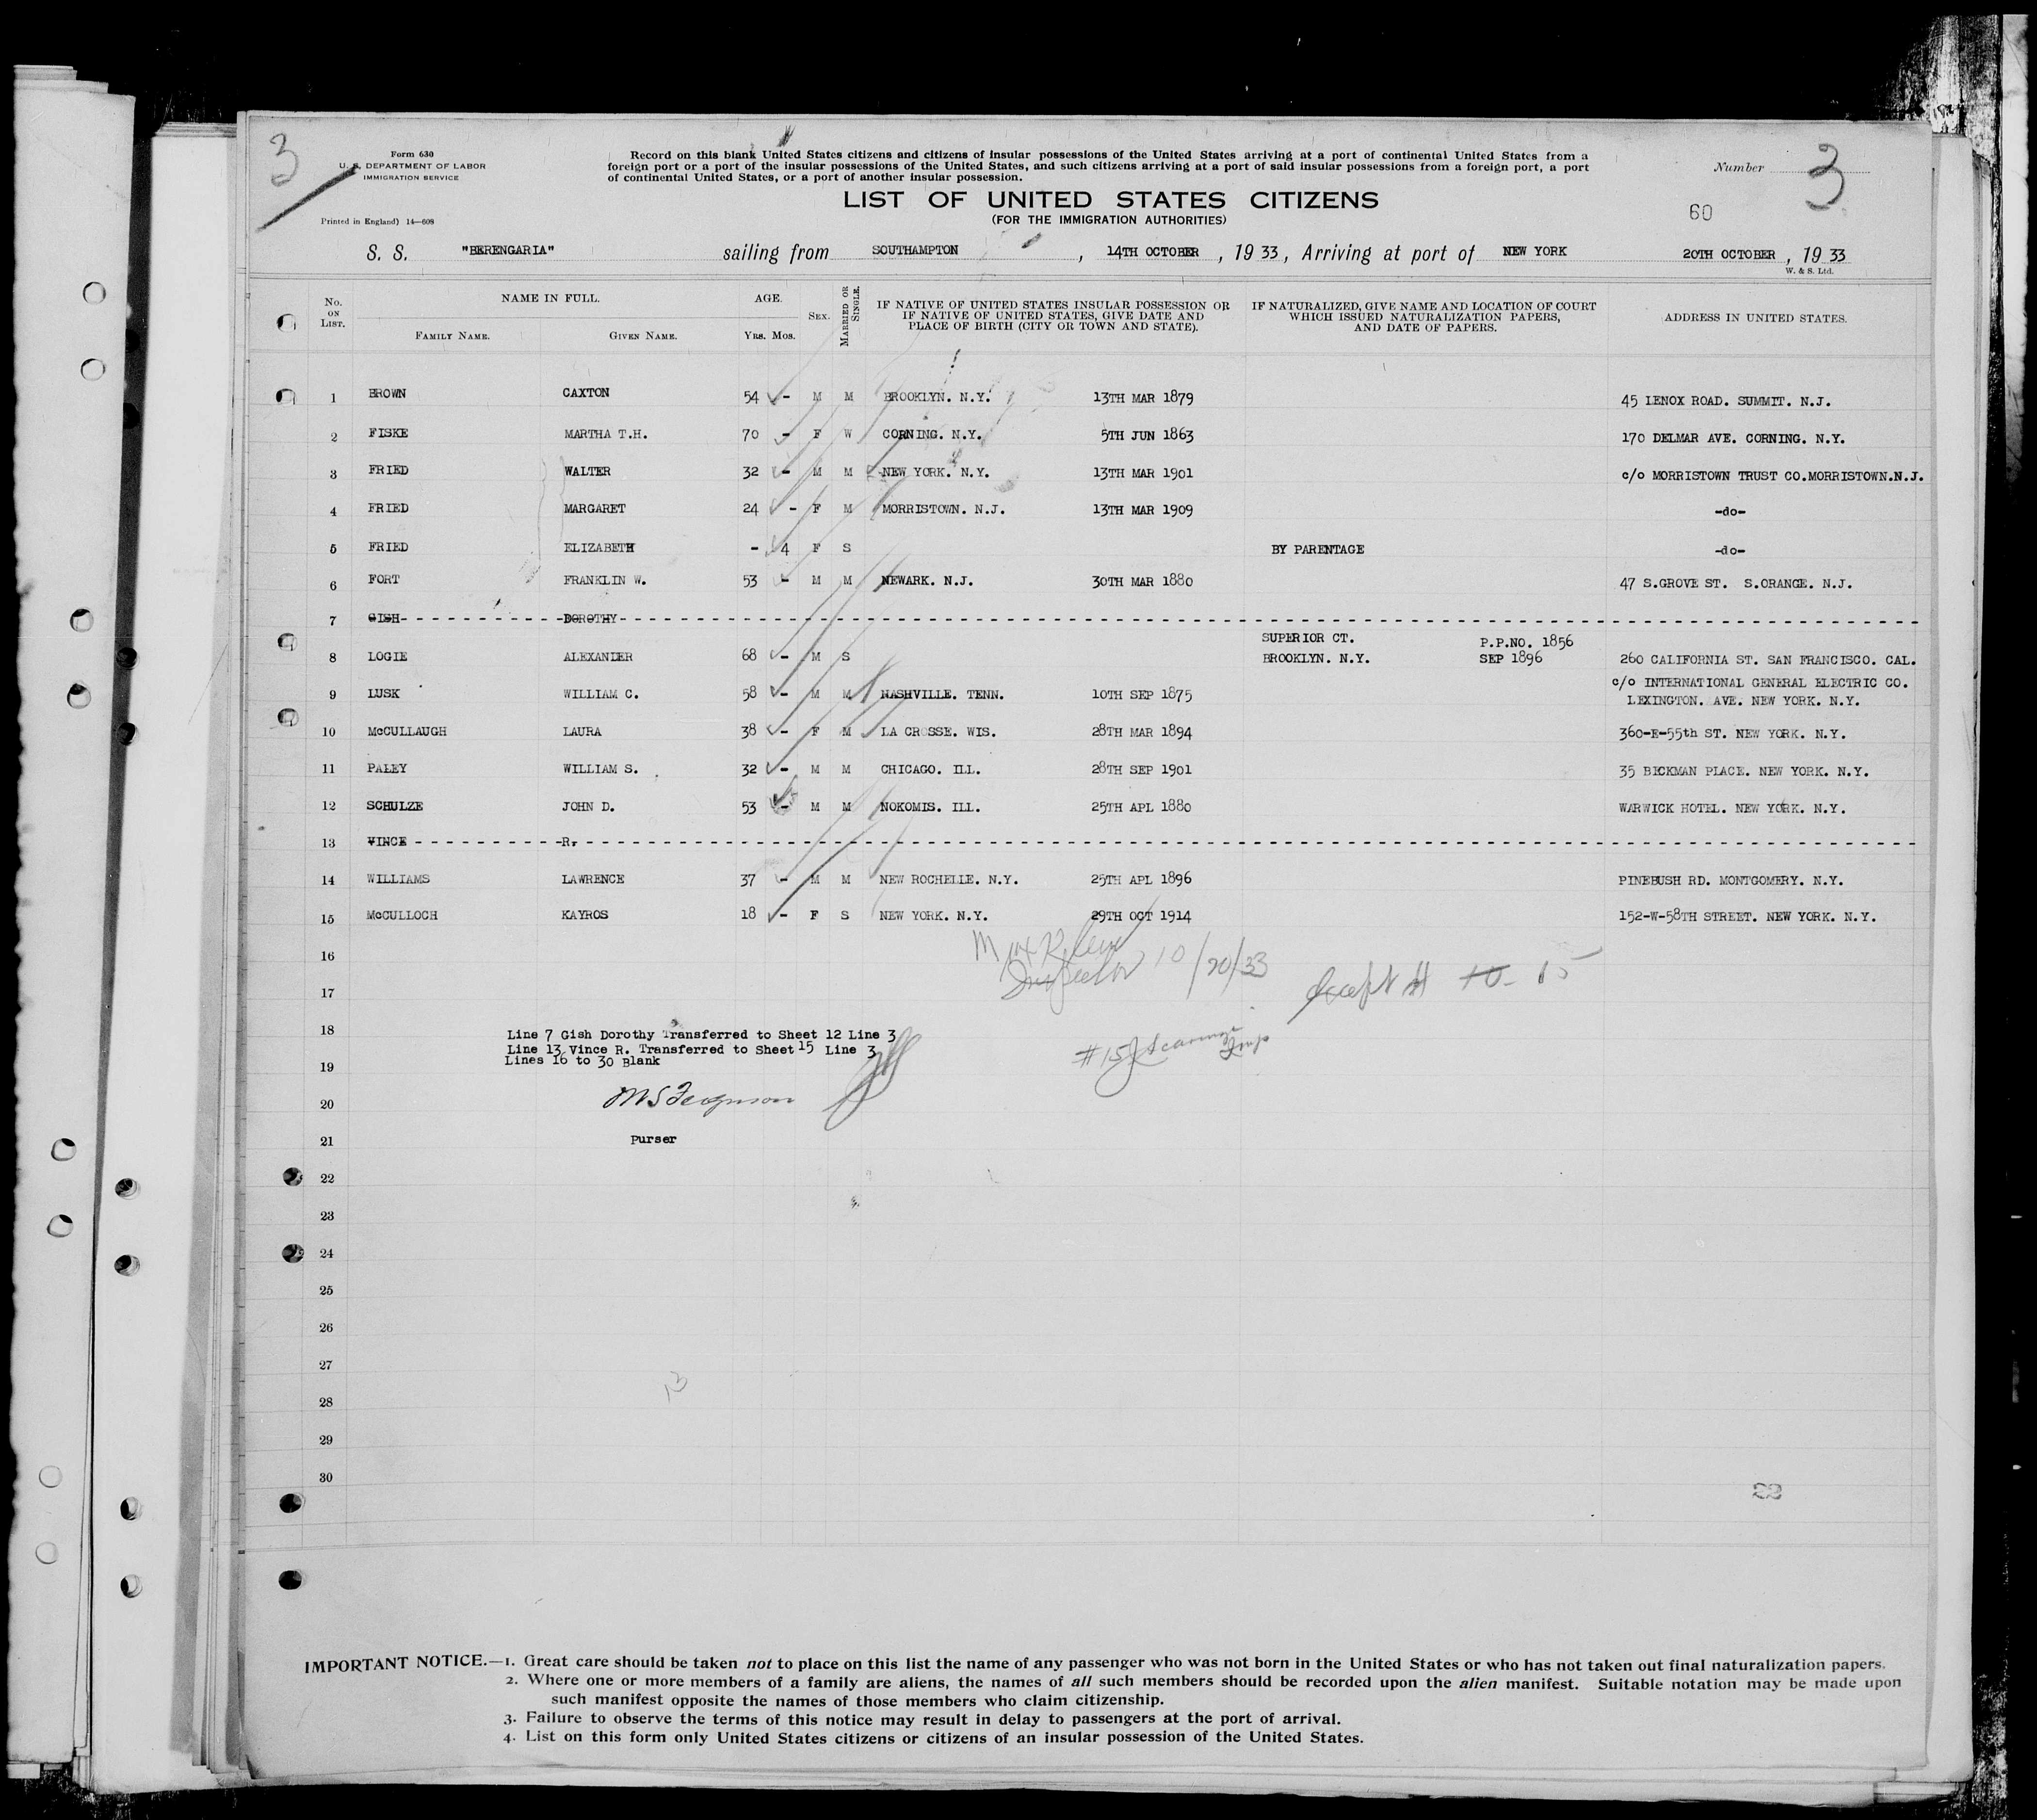 3
Form 630
U. S. DEPARTMENT OF LABOR
IMMIGRATION SERVICE
Printed in England) 14—608
Record on this blank United States citizens and citizens of insular possessions of the United States arriving at a port of continental United States from a
foreign port or a port of the insular possessions of the United States, and such citizens arriving at a port of said insular possessions from a foreign port, a port
of continental United States, or a port of another insular possession.
Number 3
LIST OF UNITED STATES CITIZENS
(FOR THE IMMIGRATION AUTHORITIES)
60
S. S. "BERENGARIA" sailing from SOUTHAMPTON, 14TH OCTOBER, 19 33, Arriving at port of NEW YORK 20TH OCTOBER, 19 33
W. & S. Ltd.
No. ON LIST. NAME IN FULL. AGE. SEX. MARRIED OR SINGLE. IF NATIVE OF UNITED STATES INSULAR POSSESSION OR IF NATIVE OF UNITED STATES, GIVE DATE AND PLACE OF BIRTH (CITY OR TOWN AND STATE). IF NATURALIZED, GIVE NAME AND LOCATION OF COURT WHICH ISSUED NATURALIZATION PAPERS, AND DATE OF PAPERS. ADDRESS IN UNITED STATES.
FAMILY NAME. GIVEN NAME. YRS. MOS.
1 BROWN CAXTON 54 - M M BROOKLYN. N.Y. 13TH MAR 1879 45 LENOX ROAD. SUMMIT. N.J.
2 FISKE MARTHA T.H. 70 - F W CORNING. N.Y. 5TH JUN 1863 170 DELMAR AVE. CORNING. N.Y.
3 FRIED WALTER 32 - M M NEW YORK. N.Y. 13TH MAR 1901 c/o MORRISTOWN TRUST CO.MORRISTOWN.N.J.
4 FRIED MARGARET 24 - F M MORRISTOWN. N.J. 13TH MAR 1909 -do-
5 FRIED ELIZABETH - 4 F S BY PARENTAGE -do-
6 FORT FRANKLIN W. 53 - M M NEWARK. N.J. 30TH MAR 1880 47 S.GROVE ST. S.ORANGE. N.J.
7 GISH DOROTHY
8 LOGIE ALEXANDER 68 - M S SUPERIOR CT. P.P.NO. 1856
BROOKLYN. N.Y. SEP 1896 260 CALIFORNIA ST. SAN FRANCISCO. CAL.
9 LUSK WILLIAM C. 58 - M M NASHVILLE. TENN. 10TH SEP 1875 c/o INTERNATIONAL GENERAL ELECTRIC CO.
LEXINGTON. AVE. NEW YORK. N.Y.
10 McCULLAUGH LAURA 38 - F M LA CROSSE. WIS. 28TH MAR 1894 360-E-55th ST. NEW YORK. N.Y.
11 PALEY WILLIAM S. 32 - M M CHICAGO. ILL. 28TH SEP 1901 35 BECKMAN PLACE. NEW YORK. N.Y.
12 SCHULZE JOHN D. 53 - M M NOKOMIS. ILL. 25TH APL 1880 WARWICK HOTEL. NEW YORK. N.Y.
13 VINCE R.
14 WILLIAMS LAWRENCE 37 - M M NEW ROCHELLE. N.Y. 25TH APL 1896 PINEBUSH RD. MONTGOMERY. N.Y.
15 McCULLOCH KAYROS 18 - F S NEW YORK. N.Y. 29TH OCT 1914 152-W-58TH STREET. NEW YORK. N.Y.
16
Inspector 10/20/33
17
Except # 10- 15
18
Line 7 Gish Dorothy Transferred to Sheet 12 Line 3
Line 13 Vince R. Transferred to Sheet 15 Line 3
Lines 16 to 30 Blank
#15
19
20
M S Ferguson
21
Purser
22
23
24
25
26
27
13
28
29
30
22
IMPORTANT NOTICE.—1. Great care should be taken not to place on this list the name of any passenger who was not born in the United States or who has not taken out final naturalization papers.
2. Where one or more members of a family are aliens, the names of all such members should be recorded upon the alien manifest. Suitable notation may be made upon
such manifest opposite the names of those members who claim citizenship.
3. Failure to observe the terms of this notice may result in delay to passengers at the port of arrival.
4. List on this form only United States citizens or citizens of an insular possession of the United States.